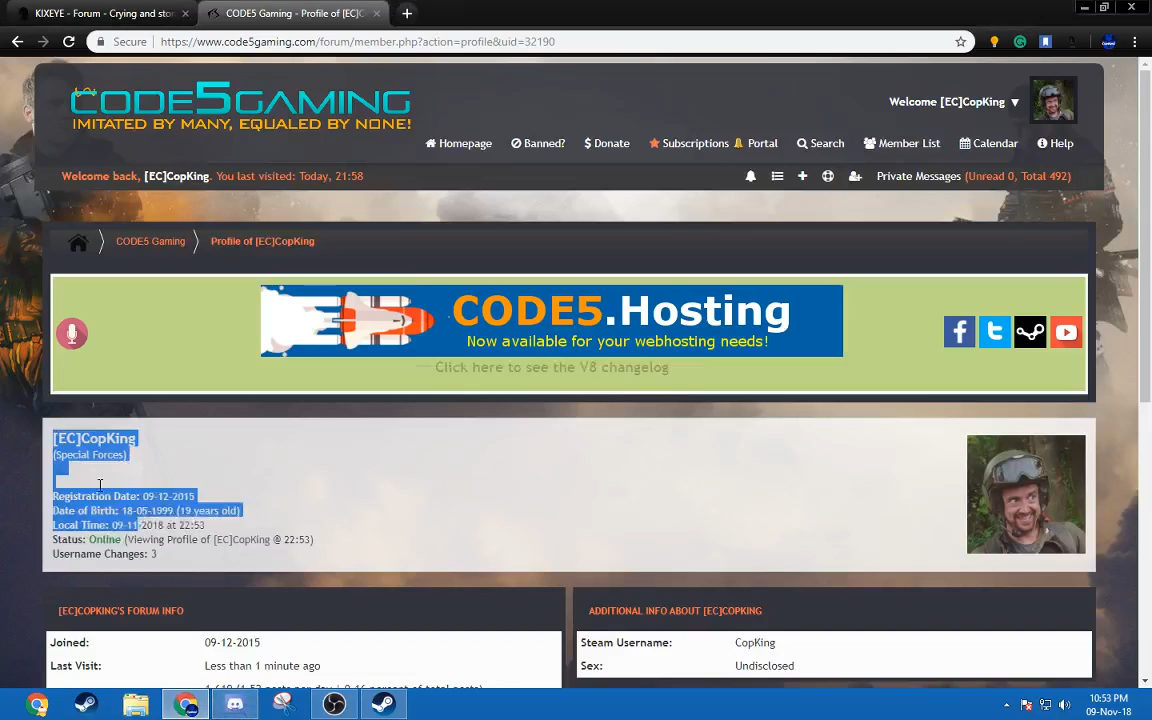 KIXEYE - Forum - Crying and stor
CODE5 Gaming - Profile of [EC]C
Secure https://www.code5gaming.com/forum/member.php?action=profile&uid=32190
CODE5GAMING
IMITATED BY MANY, EQUALED BY NONE!
Welcome [EC]CopKing ▼
Homepage Banned? $ Donate Subscriptions Portal Search Member List Calendar Help
Welcome back, [EC]CopKing. You last visited: Today, 21:58
Private Messages (Unread 0, Total 492)
CODE5 Gaming Profile of [EC]CopKing
CODE5.Hosting
Now available for your webhosting needs!
Click here to see the V8 changelog
[EC]CopKing
(Special Forces)
Registration Date: 09-12-2015
Date of Birth: 18-05-1999 (19 years old)
Local Time: 09-11-2018 at 22:53
Status: Online (Viewing Profile of [EC]CopKing @ 22:53)
Username Changes: 3
[EC]COPKING'S FORUM INFO
Joined: 09-12-2015
Last Visit: Less than 1 minute ago
ADDITIONAL INFO ABOUT [EC]COPKING
Steam Username: CopKing
Sex: Undisclosed
10:53 PM
09-Nov-18